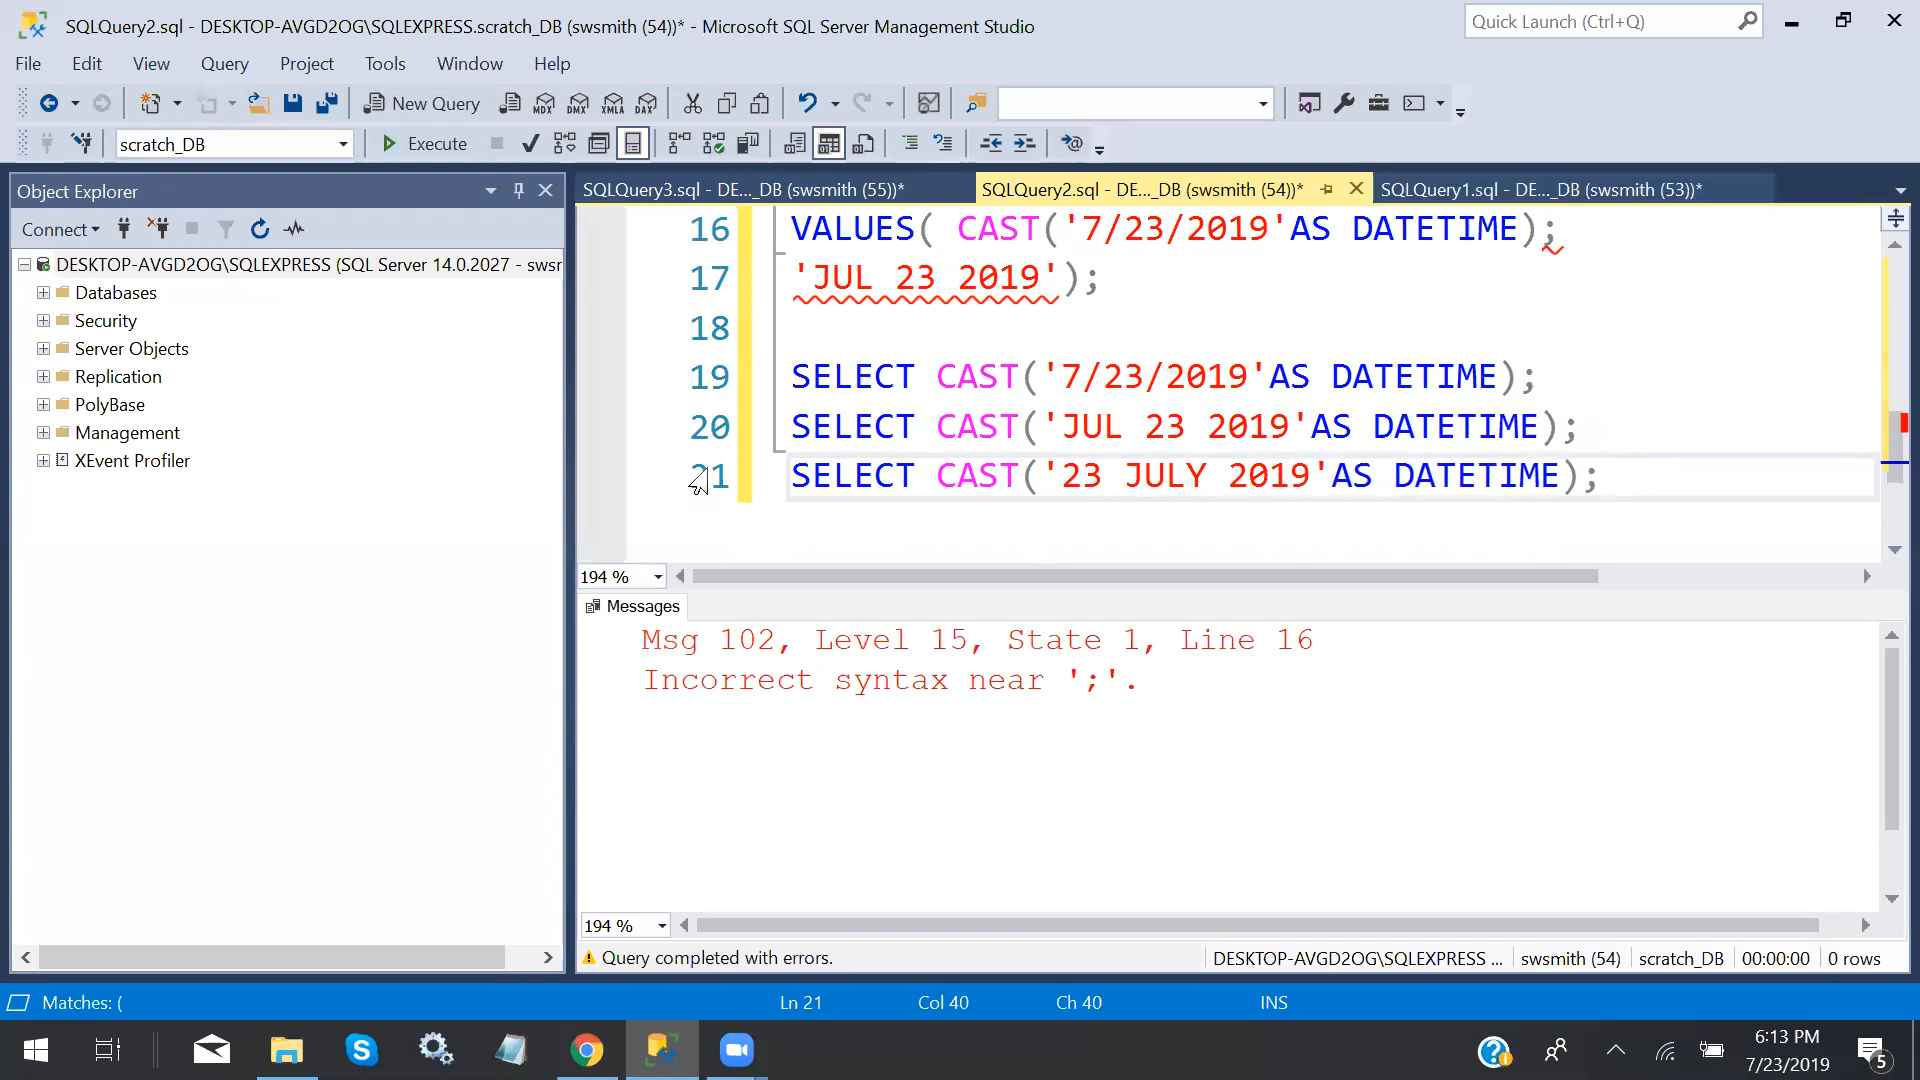 SQLQuery2.sql - DESKTOP-AVGD2OG\SQLEXPRESS.scratch_DB (swsmith (54))* - Microsoft SQL Server Management Studio
Quick Launch (Ctrl+Q)
File Edit View Query Project Tools Window Help
New Query MDX DMX XMLA DAX
scratch_DB Execute
Object Explorer
Connect
DESKTOP-AVGD2OG\SQLEXPRESS (SQL Server 14.0.2027 - swsr
Databases
Security
Server Objects
Replication
PolyBase
Management
XEvent Profiler
SQLQuery3.sql - DE..._DB (swsmith (55))* SQLQuery2.sql - DE..._DB (swsmith (54))* SQLQuery1.sql - DE..._DB (swsmith (53))*
16 VALUES( CAST('7/23/2019'AS DATETIME);
17 'JUL 23 2019');
18
19 SELECT CAST('7/23/2019'AS DATETIME);
20 SELECT CAST('JUL 23 2019'AS DATETIME);
21 SELECT CAST('23 JULY 2019'AS DATETIME);
194 %
Messages
Msg 102, Level 15, State 1, Line 16
Incorrect syntax near ';'.
194 %
Query completed with errors. DESKTOP-AVGD2OG\SQLEXPRESS ... swsmith (54) scratch_DB 00:00:00 0 rows
Matches: ( Ln 21 Col 40 Ch 40 INS
6:13 PM
7/23/2019
5